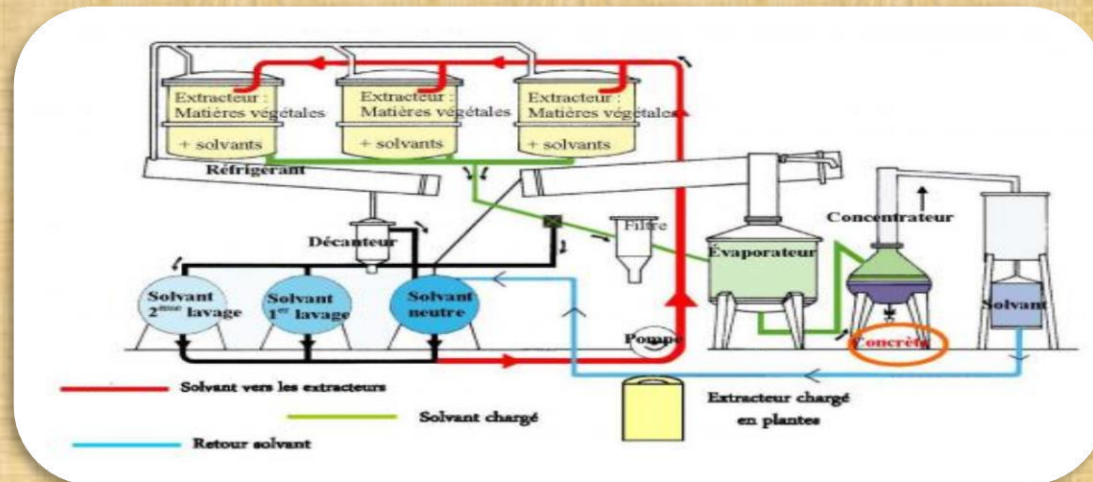 Extracteur :
Matières végétales
+ solvants
Extracteur :
Matières végétales
+ solvants
Extracteur :
Matières végétales
+ solvants
Réfrigérant
Décanteur
Filtre
Évaporateur
Concentrateur
Solvant
Solvant
2ème lavage
Solvant
1er lavage
Solvant
neutre
Pompe
Concrète
Solvant vers les extracteurs
Solvant chargé
Retour solvant
Extracteur chargé
en plantes